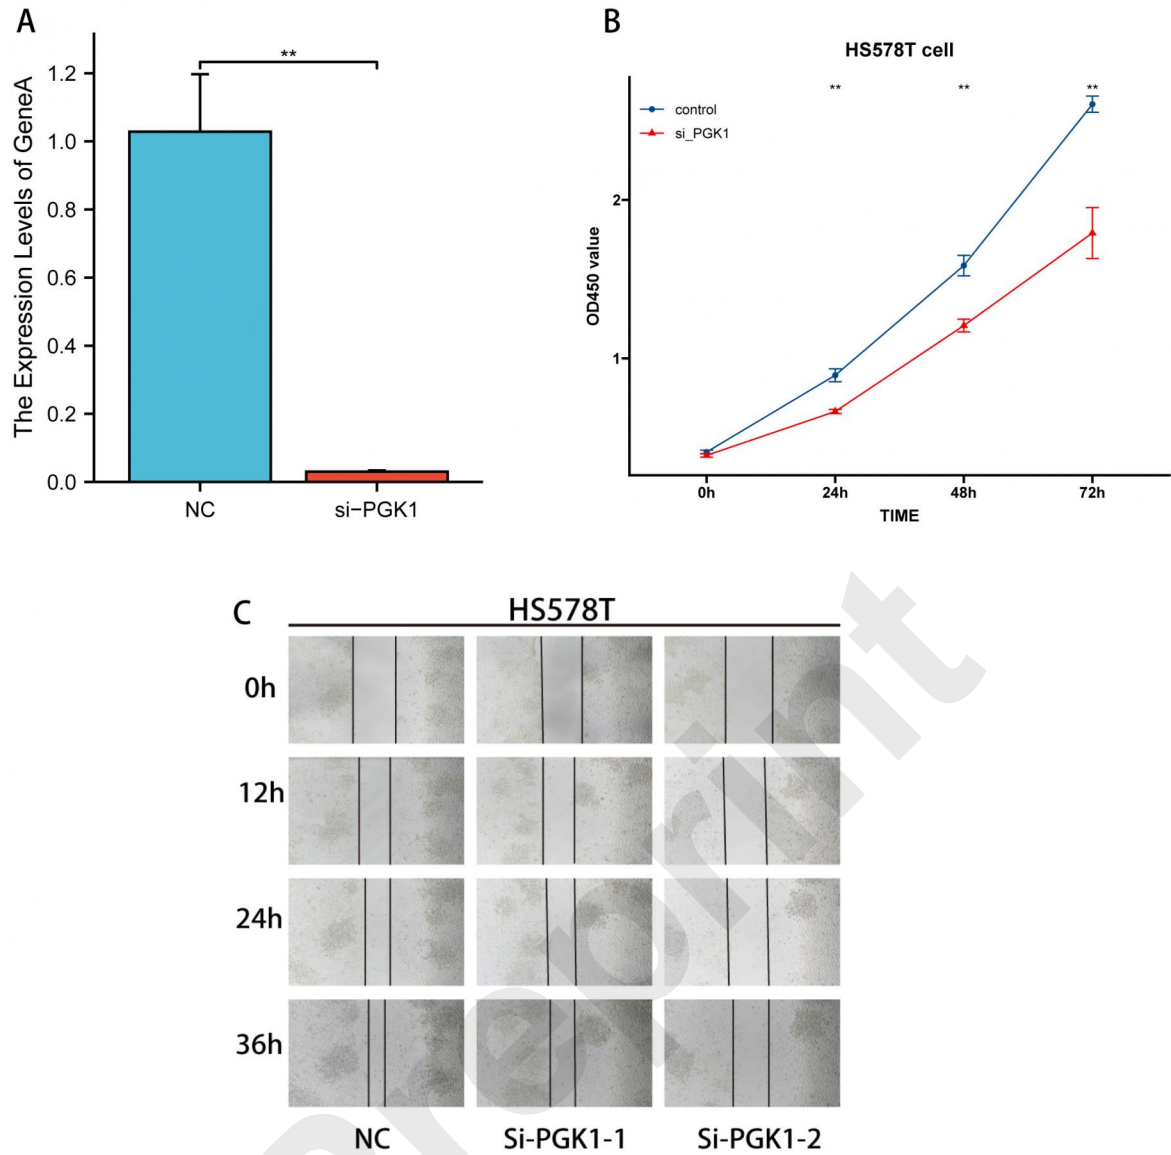 A
The Expression Levels of GeneA
1.2
1.0
0.8
0.6
0.4
0.2
0.0
**
NC
si−PGK1
B
HS578T cell
control
si_PGK1
**
**
**
OD450 value
2
1
0h
24h
48h
72h
TIME
C
HS578T
0h
12h
24h
36h
NC
Si-PGK1-1
Si-PGK1-2
Preprint